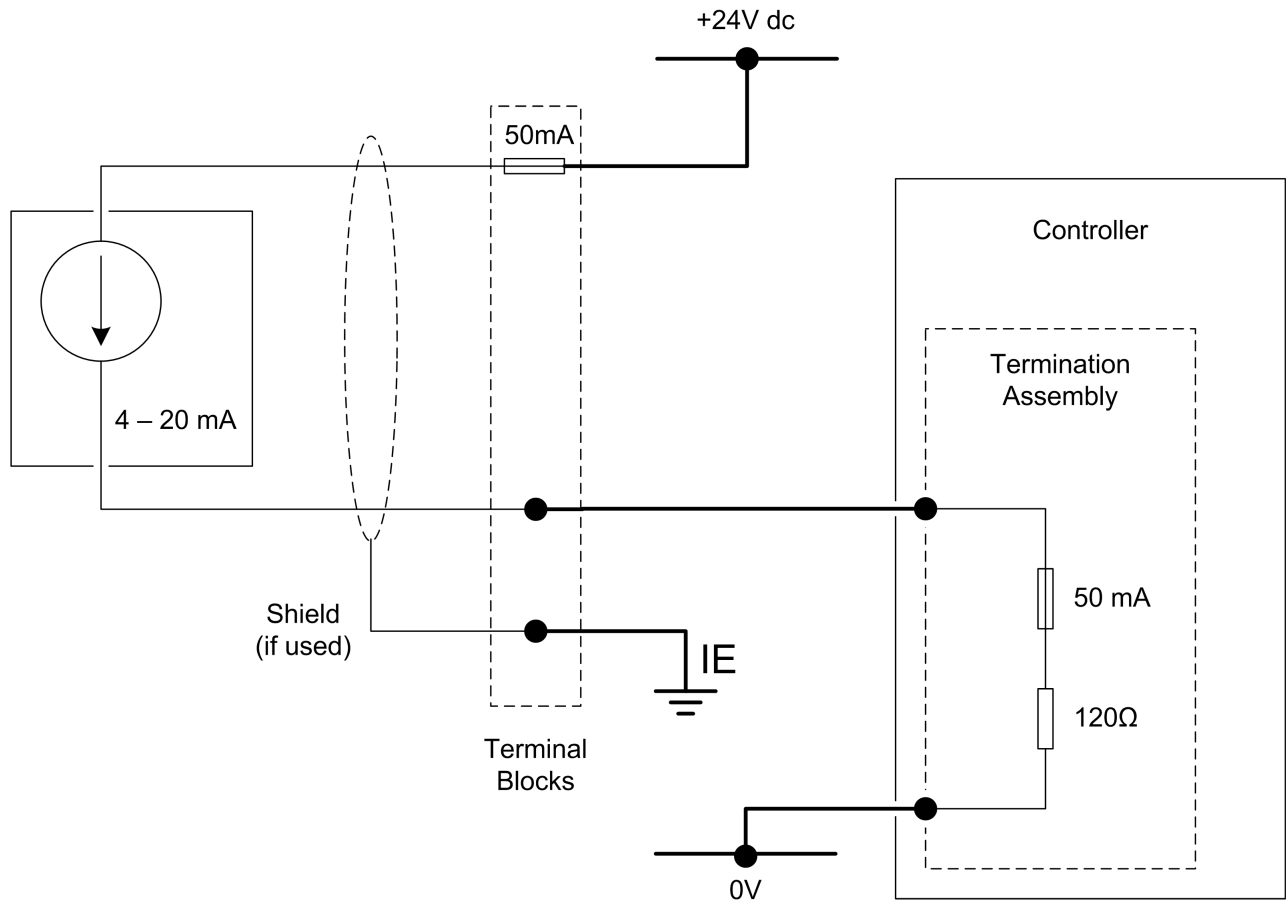 +24V dc
50mA
Controller
Termination
Assembly
4 – 20 mA
50 mA
Shield
(if used)
IE
120Ω
Terminal
Blocks
0V